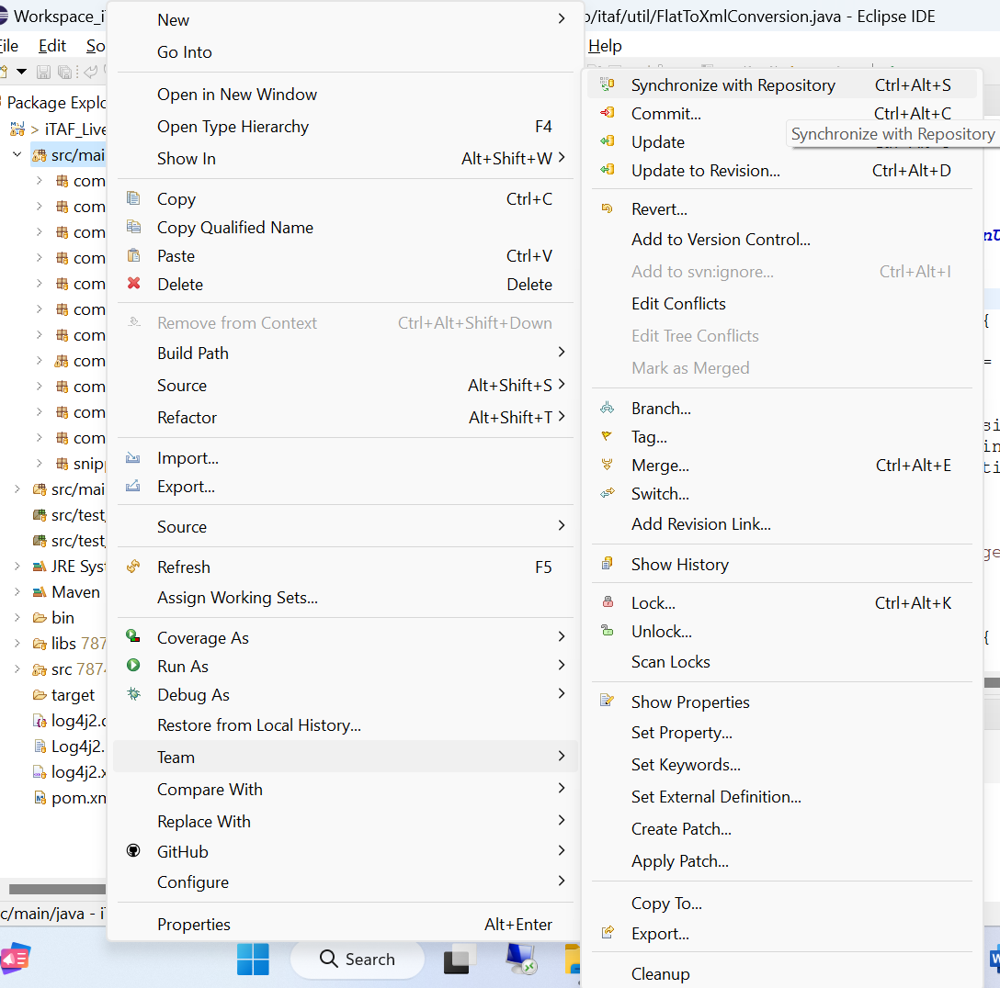 Workspace_i
o/itaf/util/FlatToXmlConversion.java - Eclipse IDE
File Edit So
Help
Package Explo
> iTAF_Live
src/mai
com
com
com
com
com
com
com
com
com
com
com
snipp
src/mai
src/test
src/test
JRE Syst
Maven
bin
libs 787
src 787
target
log4j2.
Log4j2.
log4j2.x
pom.xm
c/main/java - i
New
Go Into
Open in New Window
Open Type Hierarchy F4
Show In Alt+Shift+W
Copy Ctrl+C
Copy Qualified Name
Paste Ctrl+V
Delete Delete
Remove from Context Ctrl+Alt+Shift+Down
Build Path
Source Alt+Shift+S
Refactor Alt+Shift+T
Import...
Export...
Source
Refresh F5
Assign Working Sets...
Coverage As
Run As
Debug As
Restore from Local History...
Team
Compare With
Replace With
GitHub
Configure
Properties Alt+Enter
Synchronize with Repository Ctrl+Alt+S
Commit... Ctrl+Alt+C
Synchronize with Repository
Update
Update to Revision... Ctrl+Alt+D
Revert...
Add to Version Control...
Add to svn:ignore... Ctrl+Alt+I
Edit Conflicts
Edit Tree Conflicts
Mark as Merged
Branch...
Tag...
Merge... Ctrl+Alt+E
Switch...
Add Revision Link...
Show History
Lock... Ctrl+Alt+K
Unlock...
Scan Locks
Show Properties
Set Property...
Set Keywords...
Set External Definition...
Create Patch...
Apply Patch...
Copy To...
Export...
Cleanup
{
=
si
in
ti
ge
{
Search